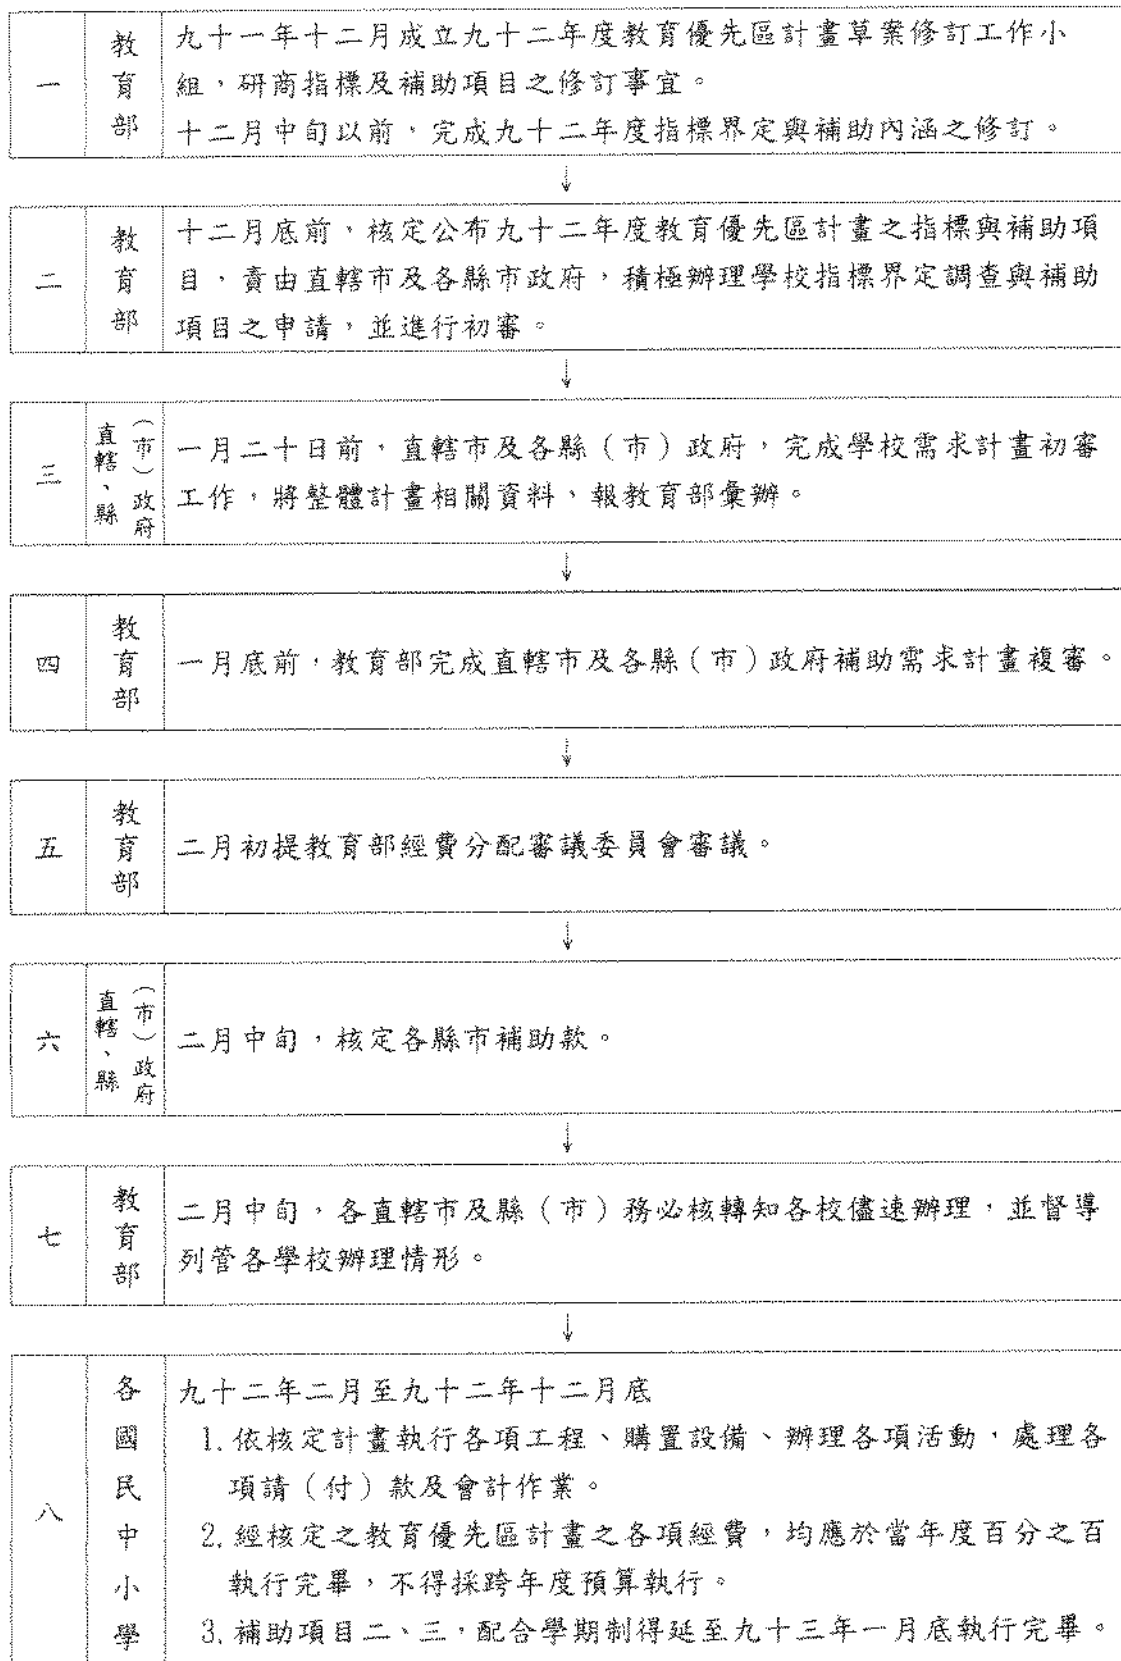 一
教育部
九十一年十二月成立九十二年度教育優先區計畫草案修訂工作小
組，研商指標及補助項目之修訂事宜。
十二月中旬以前，完成九十二年度指標界定與補助內涵之修訂。
↓
二
教育部
十二月底前，核定公布九十二年度教育優先區計畫之指標與補助項
目，責由直轄市及各縣市政府，積極辦理學校指標界定調查與補助
項目之申請，並進行初審。
↓
三
直轄、縣
（市）政府
一月二十日前，直轄市及各縣（市）政府，完成學校需求計畫初審
工作，將整體計畫相關資料，報教育部彙辦。
↓
四
教育部
一月底前，教育部完成直轄市及各縣（市）政府補助需求計畫複審。
↓
五
教育部
二月初提教育部經費分配審議委員會審議。
↓
六
直轄、縣
（市）政府
二月中旬，核定各縣市補助款。
↓
七
教育部
二月中旬，各直轄市及縣（市）務必核轉知各校儘速辦理，並督導
列管各學校辦理情形。
↓
八
各國民中小學
九十二年二月至九十二年十二月底
1.依核定計畫執行各項工程、購置設備、辦理各項活動，處理各
項請（付）款及會計作業。
2.經核定之教育優先區計畫之各項經費，均應於當年度百分之百
執行完畢，不得採跨年度預算執行。
3.補助項目二、三，配合學期制得延至九十三年一月底執行完畢。